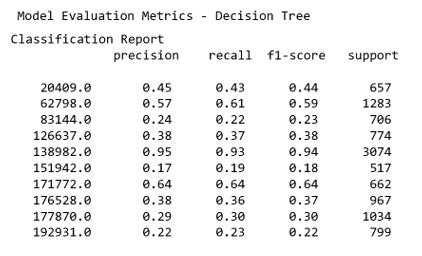 Model Evaluation Metrics - Decision Tree
Classification Report
precision recall f1-score support
20409.0 0.45 0.43 0.44 657
62798.0 0.57 0.61 0.59 1283
83144.0 0.24 0.22 0.23 706
126637.0 0.38 0.37 0.38 774
138982.0 0.95 0.93 0.94 3074
151942.0 0.17 0.19 0.18 517
171772.0 0.64 0.64 0.64 662
176528.0 0.38 0.36 0.37 967
177870.0 0.29 0.30 0.30 1034
192931.0 0.22 0.23 0.22 799